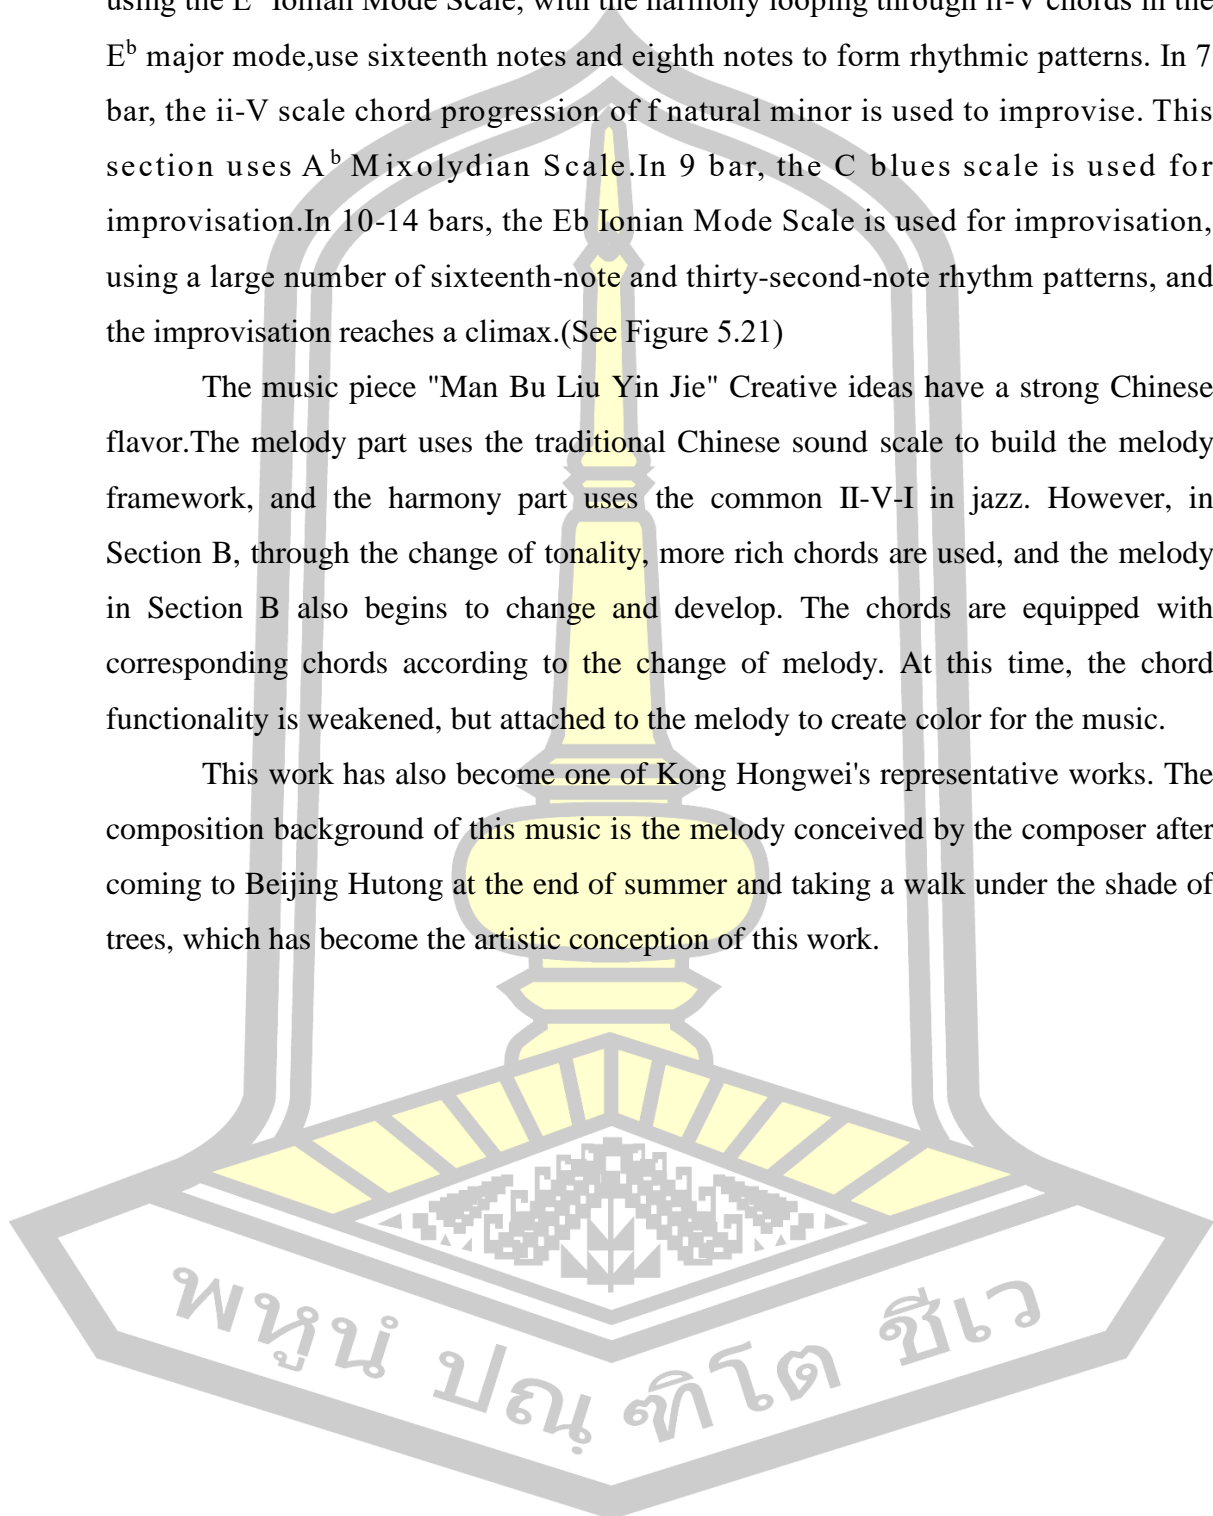 using the E Ionian Mode Scale, with the harmony looping through ii-V chords in the
Eᵇ major mode,use sixteenth notes and eighth notes to form rhythmic patterns. In 7
bar, the ii-V scale chord progression of f natural minor is used to improvise. This
section uses Aᵇ Mixolydian Scale.In 9 bar, the C blues scale is used for
improvisation.In 10-14 bars, the Eb Ionian Mode Scale is used for improvisation,
using a large number of sixteenth-note and thirty-second-note rhythm patterns, and
the improvisation reaches a climax.(See Figure 5.21)
The music piece "Man Bu Liu Yin Jie" Creative ideas have a strong Chinese
flavor.The melody part uses the traditional Chinese sound scale to build the melody
framework, and the harmony part uses the common II-V-I in jazz. However, in
Section B, through the change of tonality, more rich chords are used, and the melody
in Section B also begins to change and develop. The chords are equipped with
corresponding chords according to the change of melody. At this time, the chord
functionality is weakened, but attached to the melody to create color for the music.
This work has also become one of Kong Hongwei's representative works. The
composition background of this music is the melody conceived by the composer after
coming to Beijing Hutong at the end of summer and taking a walk under the shade of
trees, which has become the artistic conception of this work.
พหูนํ ปณฺฑิโต ชีเว